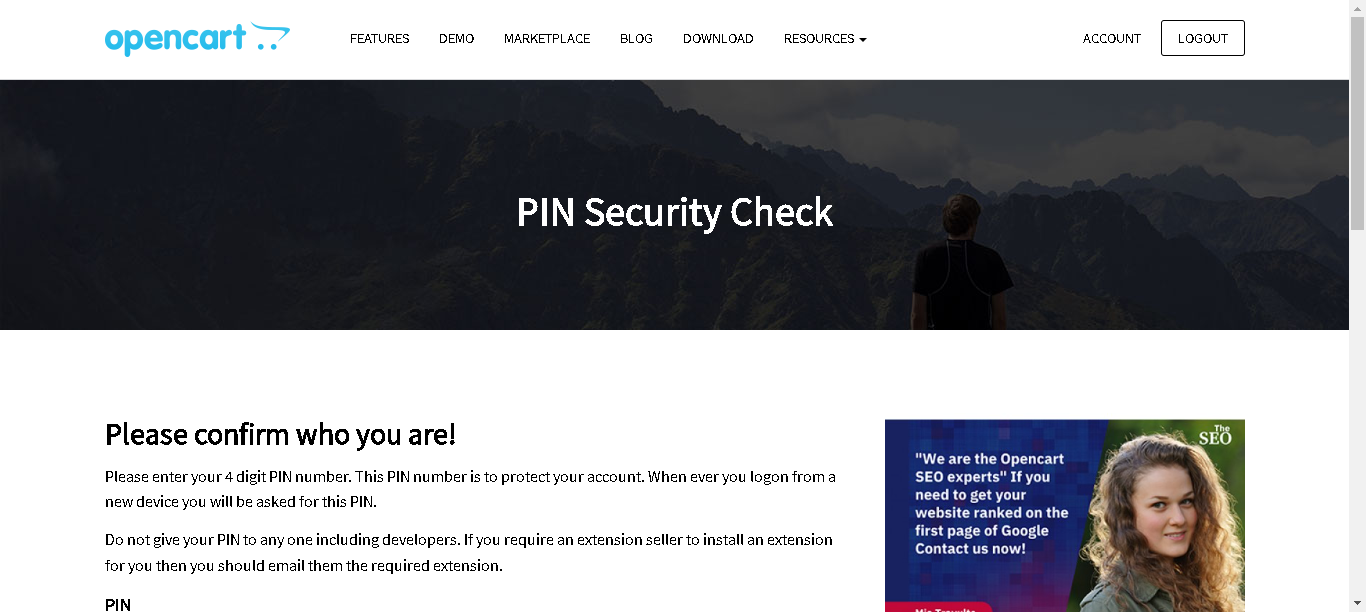 opencart
FEATURES
DEMO
MARKETPLACE
BLOG
DOWNLOAD
RESOURCES
ACCOUNT
LOGOUT
PIN Security Check
Please confirm who you are!
Please enter your 4 digit PIN number. This PIN number is to protect your account. When ever you logon from a
new device you will be asked for this PIN.
Do not give your PIN to any one including developers. If you require an extension seller to install an extension
for you then you should email them the required extension.
PIN
The
SEO
"We are the Opencart
SEO experts" If you
need to get your
website ranked on the
first page of Google
Contact us now!